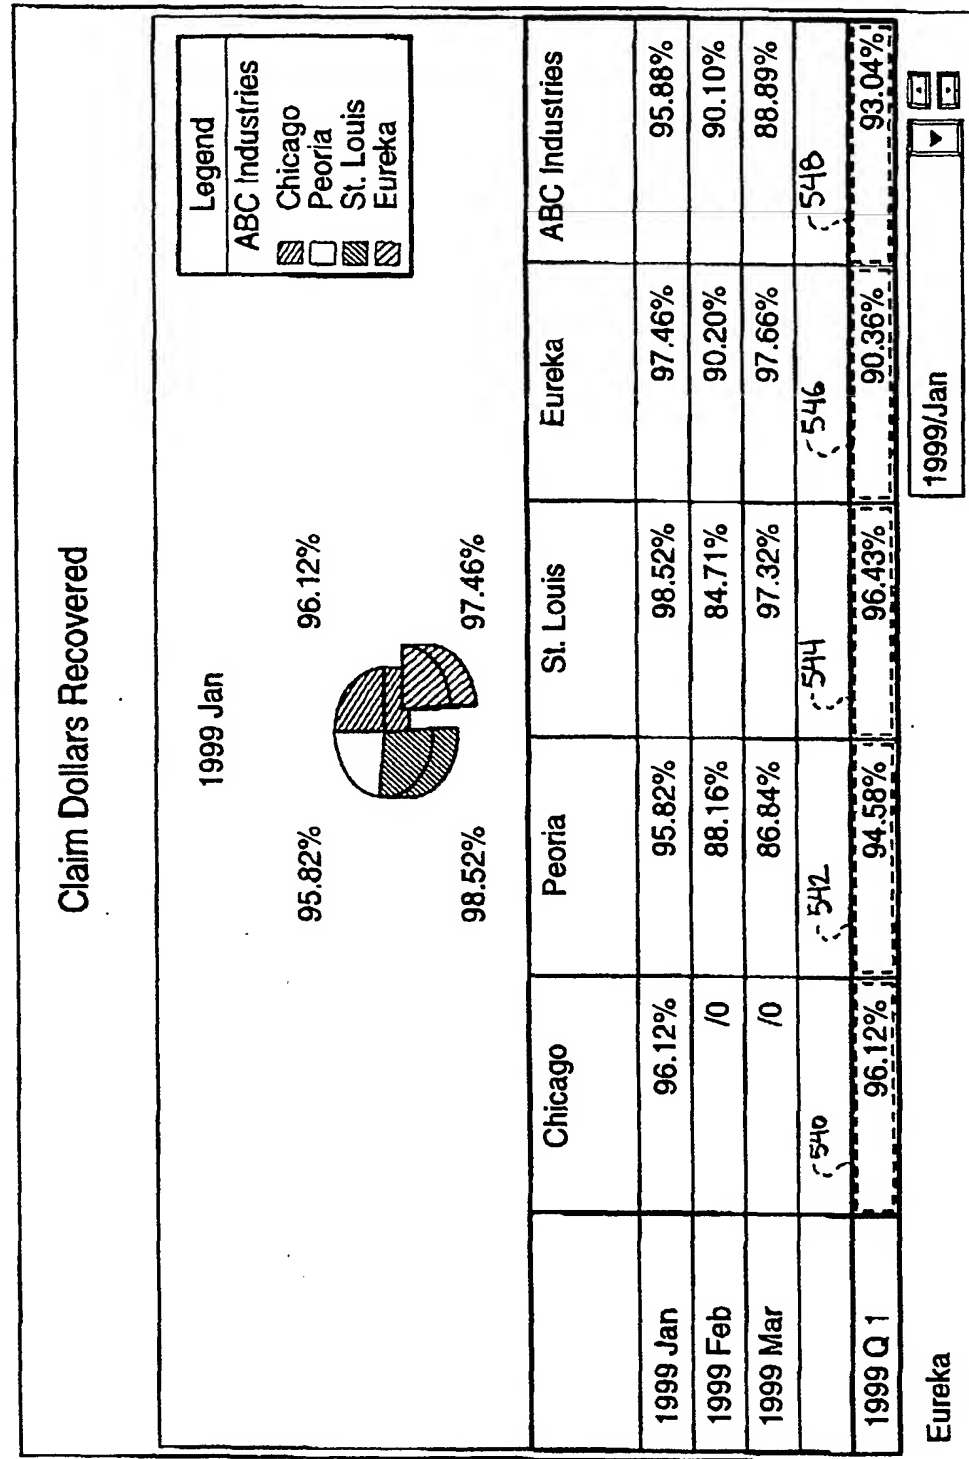 Claim Dollars Recovered
1999 Jan
95.82%
96.12%
98.52%
97.46%
Legend
ABC Industries
Chicago
Peoria
St. Louis
Eureka
Chicago Peoria St. Louis Eureka ABC Industries
1999 Jan 96.12% 95.82% 98.52% 97.46% 95.88%
1999 Feb /0 88.16% 84.71% 90.20% 90.10%
1999 Mar /0 86.84% 97.32% 97.66% 88.89%
540 542 544 546 548
1999 Q 1 96.12% 94.58% 96.43% 90.36% 93.04%
Eureka 1999/Jan